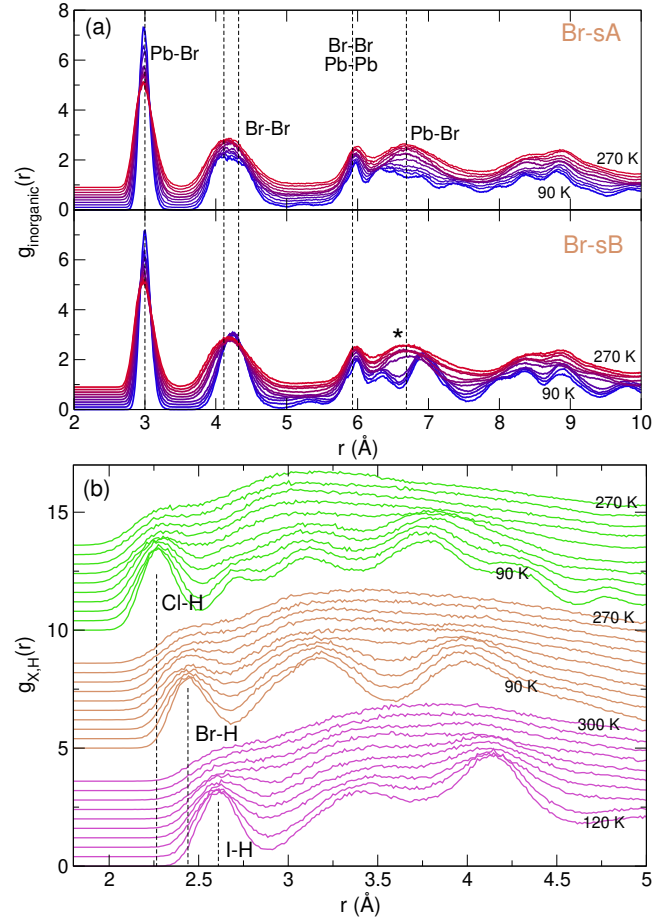 (a)
Br-sA
Pb-Br
Br-Br
Br-Br
Pb-Pb
Pb-Br
270 K
90 K
8
6
4
2
0
Br-sB
*
270 K
90 K
6
4
2
0
g_inorganic(r)
2 3 4 5 6 7 8 9 10
r (Å)
(b)
270 K
90 K
Cl-H
270 K
90 K
Br-H
300 K
120 K
I-H
15
10
5
0
g_X,H(r)
2 2.5 3 3.5 4 4.5 5
r (Å)